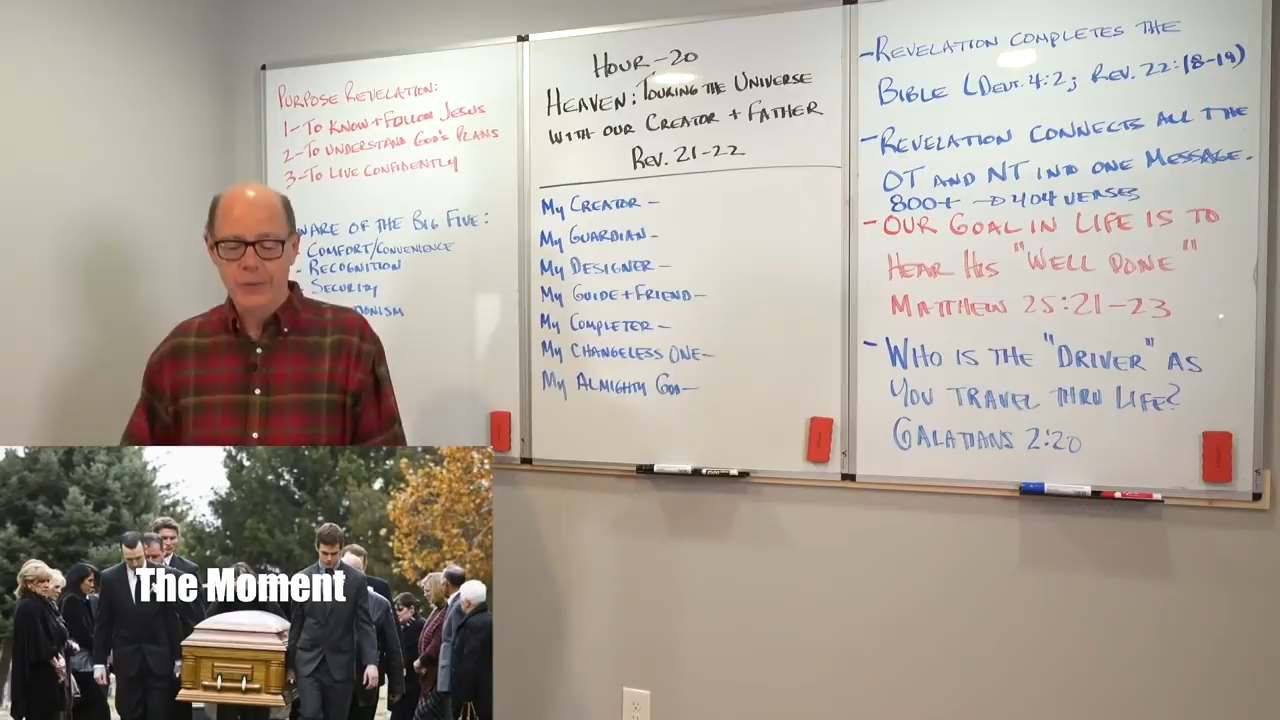 PURPOSE REVELATION:
1-TO KNOW + FOLLOW JESUS
2-TO UNDERSTAND GOD'S PLANS
3-TO LIVE CONFIDENTLY
WARE OF THE BIG FIVE:
- COMFORT/CONVENIENCE
- RECOGNITION
- SECURITY
IONISM
HOUR-20
HEAVEN: TOURING THE UNIVERSE
WITH OUR CREATOR + FATHER
REV. 21-22
MY CREATOR -
MY GUARDIAN-
MY DESIGNER -
MY GUIDE+FRIEND-
MY COMPLETER -
MY CHANGELESS ONE-
MY ALMIGHTY GOD-
-REVELATION COMPLETES THE
BIBLE (DEUT. 4:2; REV. 22:18-19)
-REVELATION CONNECTS ALL THE
OT AND NT INTO ONE MESSAGE.
800+ → 404 VERSES
- OUR GOAL IN LIFE IS TO
HEAR HIS "WELL DONE"
MATTHEW 25:21-23
- WHO IS THE "DRIVER" AS
YOU TRAVEL THRU LIFE?
GALATIANS 2:20
The Moment